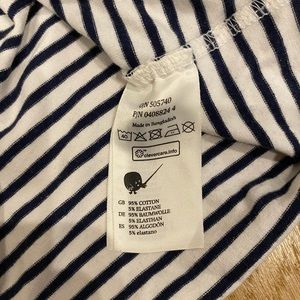 O/N 505740
P/N 0408824 4
Made in Bangladesh
40
clevercare.info
GB 95% COTTON
5% ELASTANE
DE 95% BAUMWOLLE
5% ELASTHAN
ES 95% ALGODÓN
5% elastano